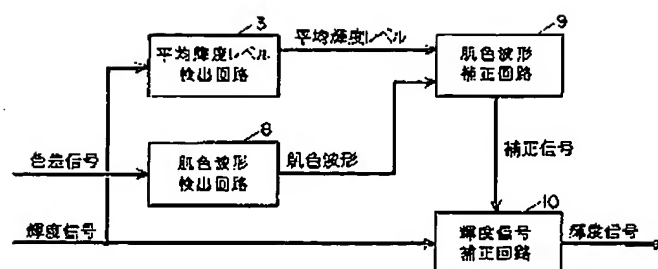 3
平均輝度レベル
検出回路
平均輝度レベル
9
肌色波形
補正回路
色差信号
8
肌色波形
検出回路
肌色波形
補正信号
輝度信号
10
輝度信号
補正回路
輝度信号